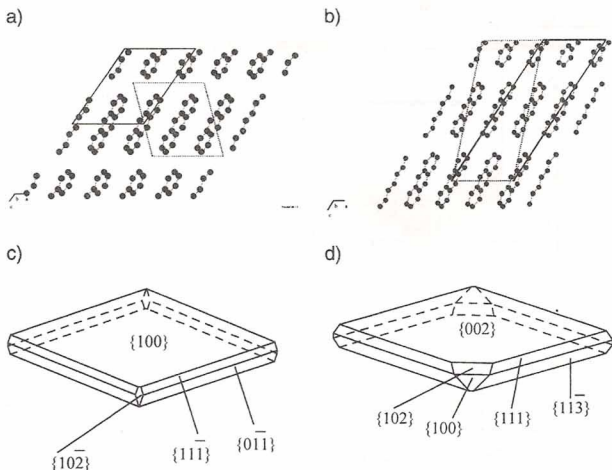 a)
b)
c)
d)
{100}
{002}
{102̄}
{111̄}
{01̄1}
{102}
{100}
{111}
{113̄}